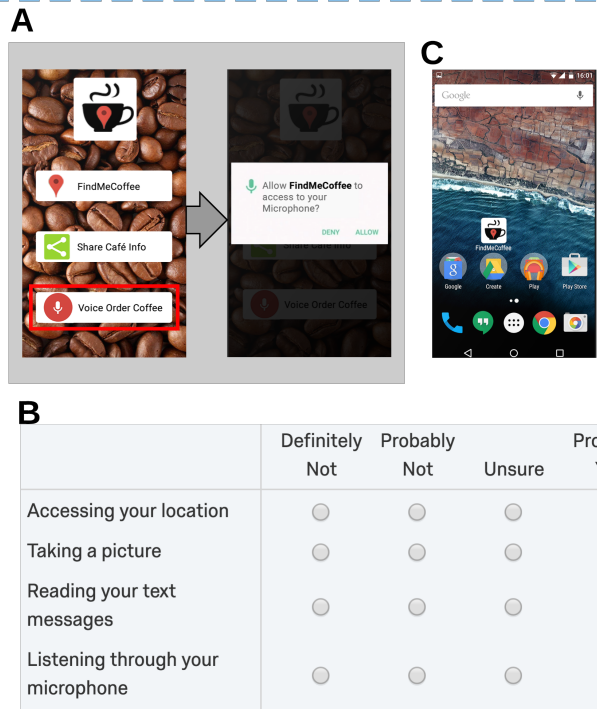 A
FindMeCoffee
Share Café Info
Voice Order Coffee
Allow FindMeCoffee to
access to your
Microphone?
DENY ALLOW
Share Café Info
Voice Order Coffee
C
16:01
Google
FindMeCoffee
Google Create Play Play Store
B
Definitely Probably
Not Not Unsure
Accessing your location
Taking a picture
Reading your text
messages
Listening through your
microphone